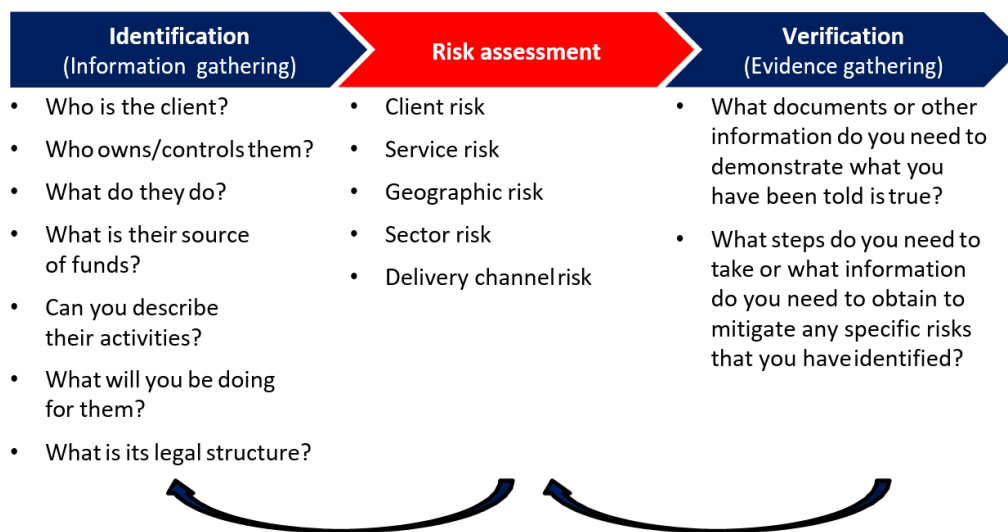 Identification
(Information gathering)
• Who is the client?
• Who owns/controls them?
• What do they do?
• What is their source
of funds?
• Can you describe
their activities?
• What will you be doing
for them?
• What is its legal structure?
Risk assessment
• Client risk
• Service risk
• Geographic risk
• Sector risk
• Delivery channel risk
Verification
(Evidence gathering)
• What documents or other
information do you need to
demonstrate what you
have been told is true?
• What steps do you need to
take or what information
do you need to obtain to
mitigate any specific risks
that you have identified?